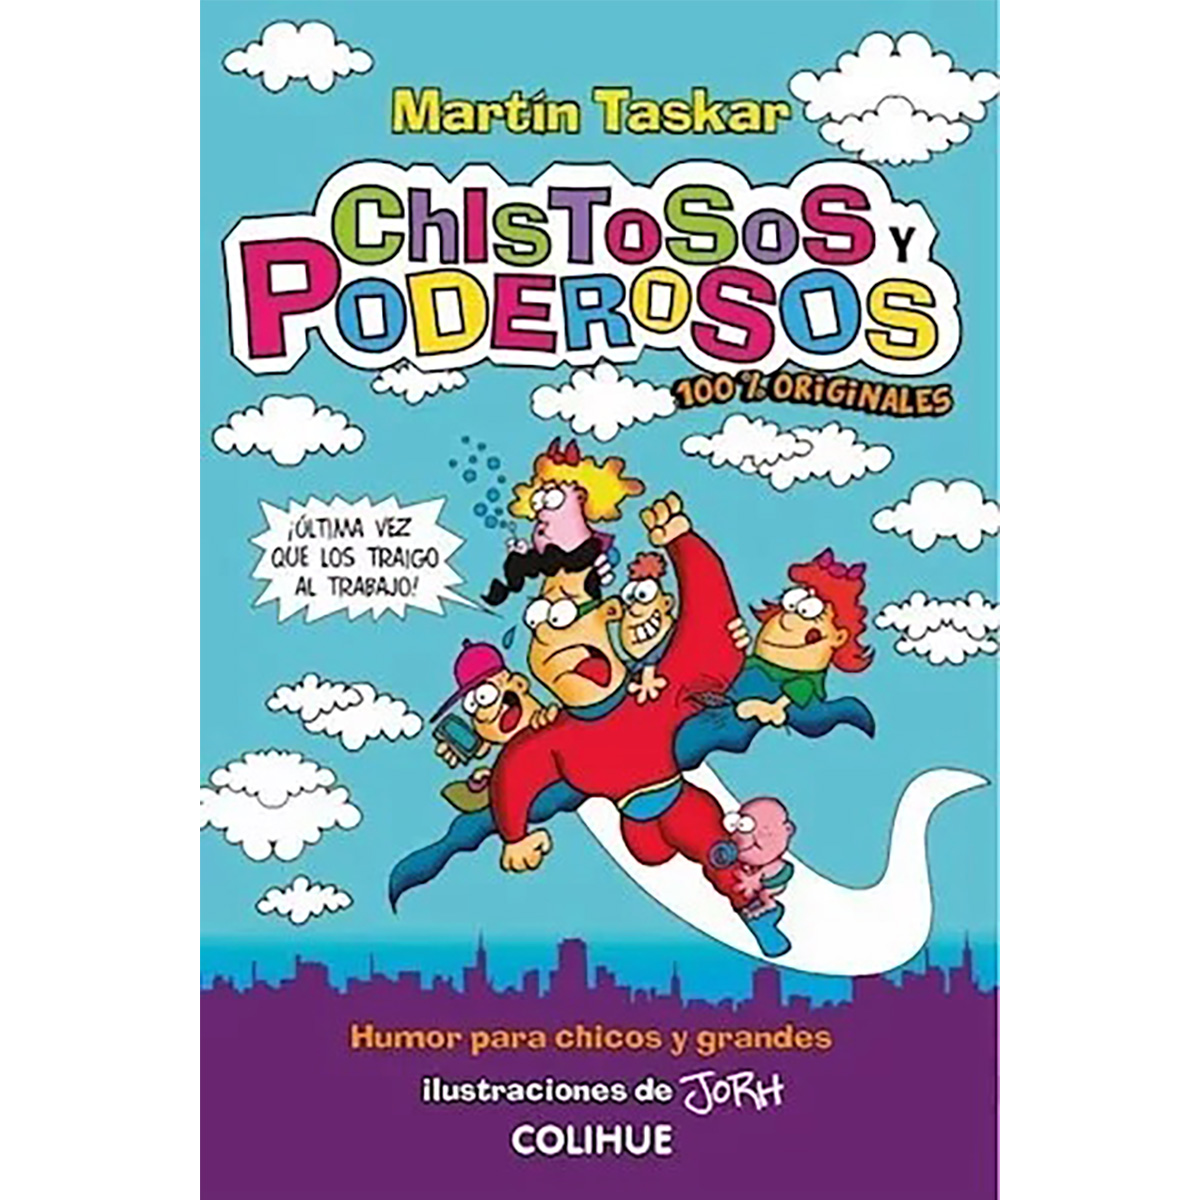 Martín Taskar
CHISTOSOS Y
PODEROSOS
100% ORIGINALES
¡ÚLTIMA VEZ
QUE LOS TRAIGO
AL TRABAJO!
Humor para chicos y grandes
ilustraciones de JORH
COLIHUE